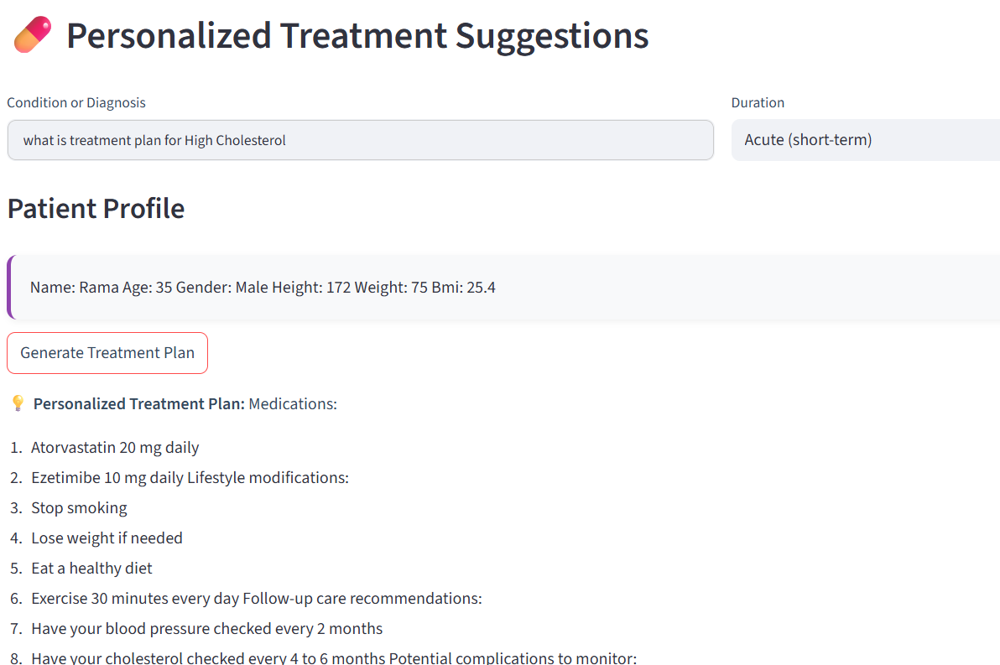 Personalized Treatment Suggestions
Condition or Diagnosis
Duration
what is treatment plan for High Cholesterol
Acute (short-term)
Patient Profile
Name: Rama Age: 35 Gender: Male Height: 172 Weight: 75 Bmi: 25.4
Generate Treatment Plan
Personalized Treatment Plan: Medications:
1. Atorvastatin 20 mg daily
2. Ezetimibe 10 mg daily Lifestyle modifications:
3. Stop smoking
4. Lose weight if needed
5. Eat a healthy diet
6. Exercise 30 minutes every day Follow-up care recommendations:
7. Have your blood pressure checked every 2 months
8. Have your cholesterol checked every 4 to 6 months Potential complications to monitor: